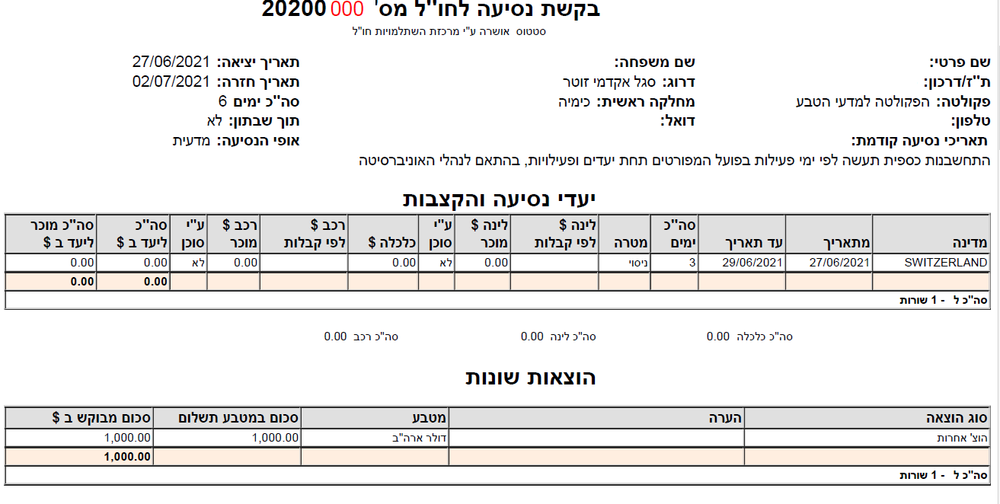 בקשת נסיעה לחו"ל מס' 20200 000
סטטוס אושרה ע"י מרכזת השתלמויות חו"ל
שם פרטי: שם משפחה: תאריך יציאה: 27/06/2021
ת"ז/דרכון: דרוג: סגל אקדמי זוטר תאריך חזרה: 02/07/2021
פקולטה: הפקולטה למדעי הטבע מחלקה ראשית: כימיה סה"כ ימים 6
טלפון: דואל: תוך שבתון: לא
תאריכי נסיעה קודמת: אופי הנסיעה: מדעית
התחשבנות כספית תעשה לפי ימי פעילות בפועל המפורטים תחת יעדים ופעילויות, בהתאם לנהלי האוניברסיטה
יעדי נסיעה והקצבות
מדינה מתאריך עד תאריך סה"כ ימים מטרה לינה $ לפי קבלות לינה $ מוכר ע"י סוכן כלכלה $ רכב $ לפי קבלות רכב $ מוכר ע"י סוכן סה"כ ליעד ב $ סה"כ מוכר ליעד ב $
SWITZERLAND 27/06/2021 29/06/2021 3 ניסוי 0.00 לא 0.00 0.00 לא 0.00 0.00
0.00 0.00
סה"כ ל - 1 שורות
סה"כ כלכלה 0.00 סה"כ לינה 0.00 סה"כ רכב 0.00
הוצאות שונות
סוג הוצאה הערה מטבע סכום במטבע תשלום סכום מבוקש ב $
הוצ' אחרות דולר ארה"ב 1,000.00 1,000.00
1,000.00
סה"כ ל - 1 שורות